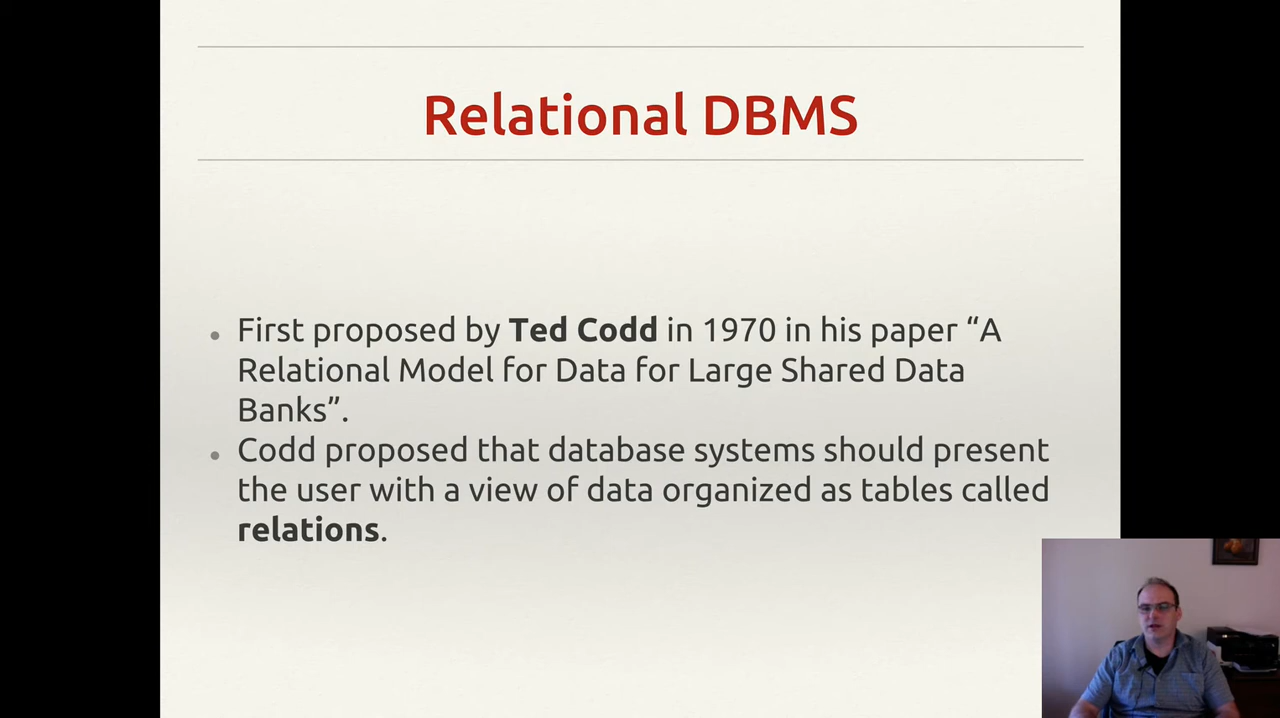 Relational DBMS
• First proposed by Ted Codd in 1970 in his paper “A
Relational Model for Data for Large Shared Data
Banks”.
• Codd proposed that database systems should present
the user with a view of data organized as tables called
relations.